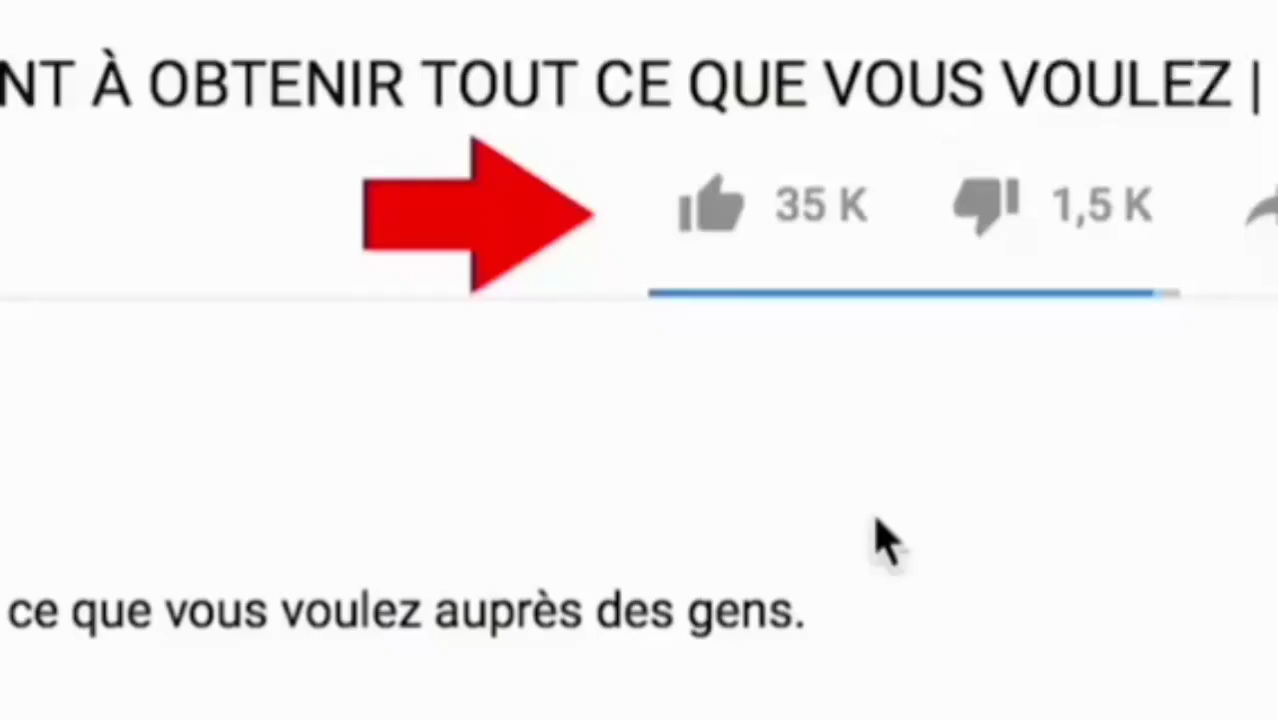 NT À OBTENIR TOUT CE QUE VOUS VOULEZ |
35 K 1,5 K
ce que vous voulez auprès des gens.